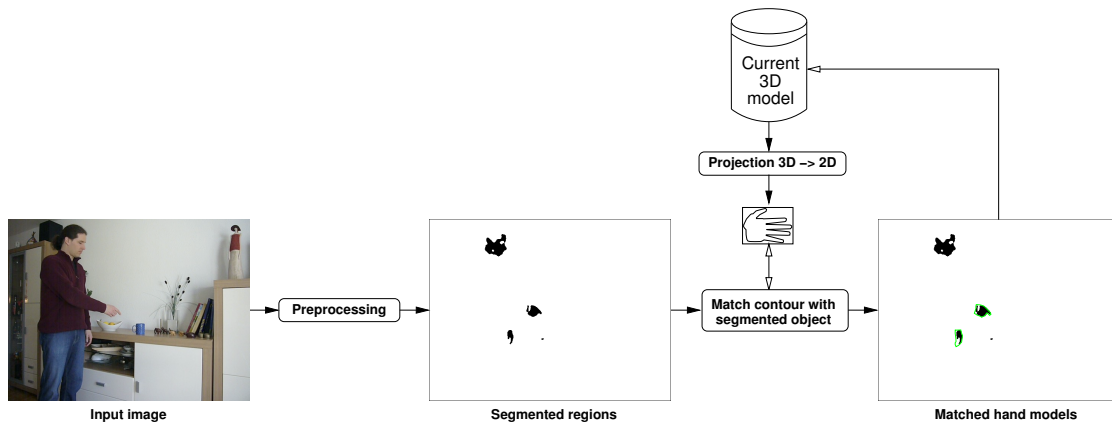 Current
3D
model
Projection 3D −> 2D
Preprocessing
Match contour with
segmented object
Input image
Segmented regions
Matched hand models